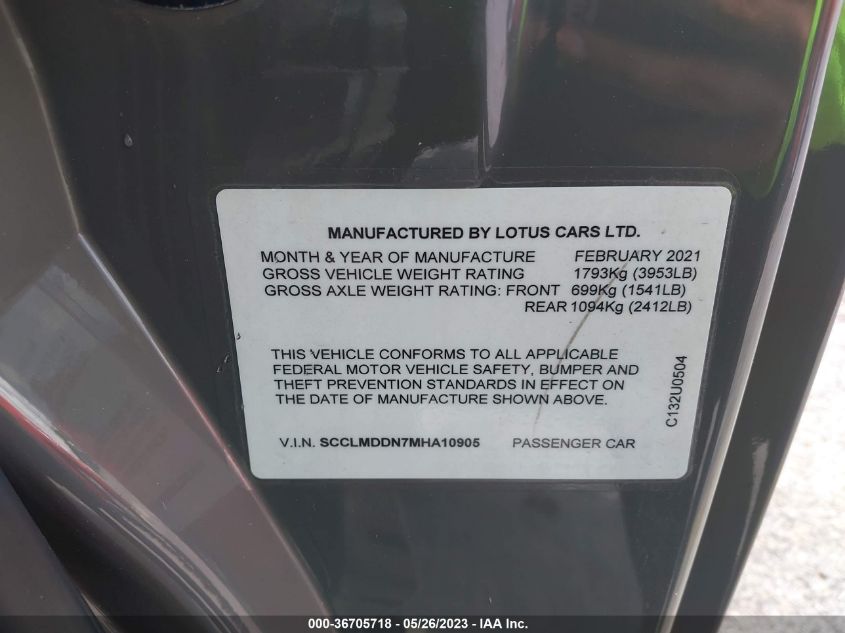 MANUFACTURED BY LOTUS CARS LTD.
MONTH & YEAR OF MANUFACTURE FEBRUARY 2021
GROSS VEHICLE WEIGHT RATING 1793Kg (3953LB)
GROSS AXLE WEIGHT RATING: FRONT 699Kg (1541LB)
REAR 1094Kg (2412LB)
THIS VEHICLE CONFORMS TO ALL APPLICABLE
FEDERAL MOTOR VEHICLE SAFETY, BUMPER AND
THEFT PREVENTION STANDARDS IN EFFECT ON
THE DATE OF MANUFACTURE SHOWN ABOVE.
C132U0504
V.I.N. SCCLMDDN7MHA10905 PASSENGER CAR
000-36705718 - 05/26/2023 - IAA Inc.